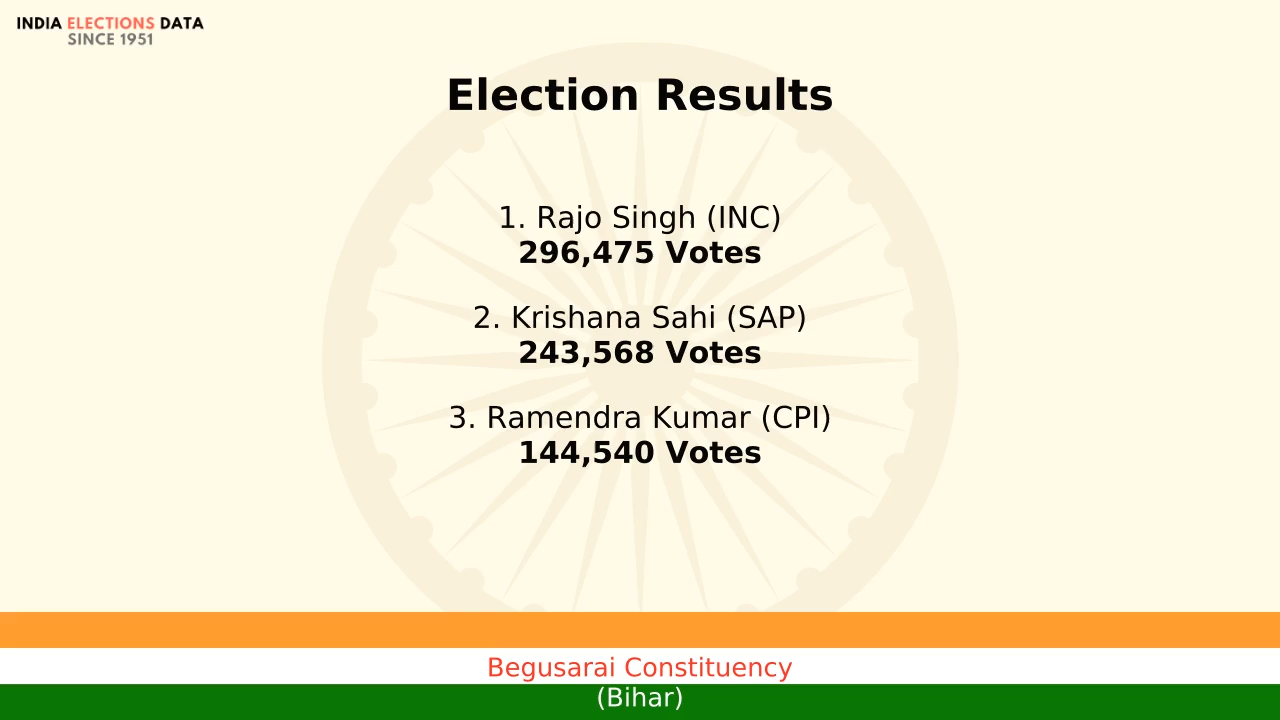 INDIA ELECTIONS DATA
SINCE 1951
Election Results
1. Rajo Singh (INC)
296,475 Votes
2. Krishana Sahi (SAP)
243,568 Votes
3. Ramendra Kumar (CPI)
144,540 Votes
Begusarai Constituency
(Bihar)